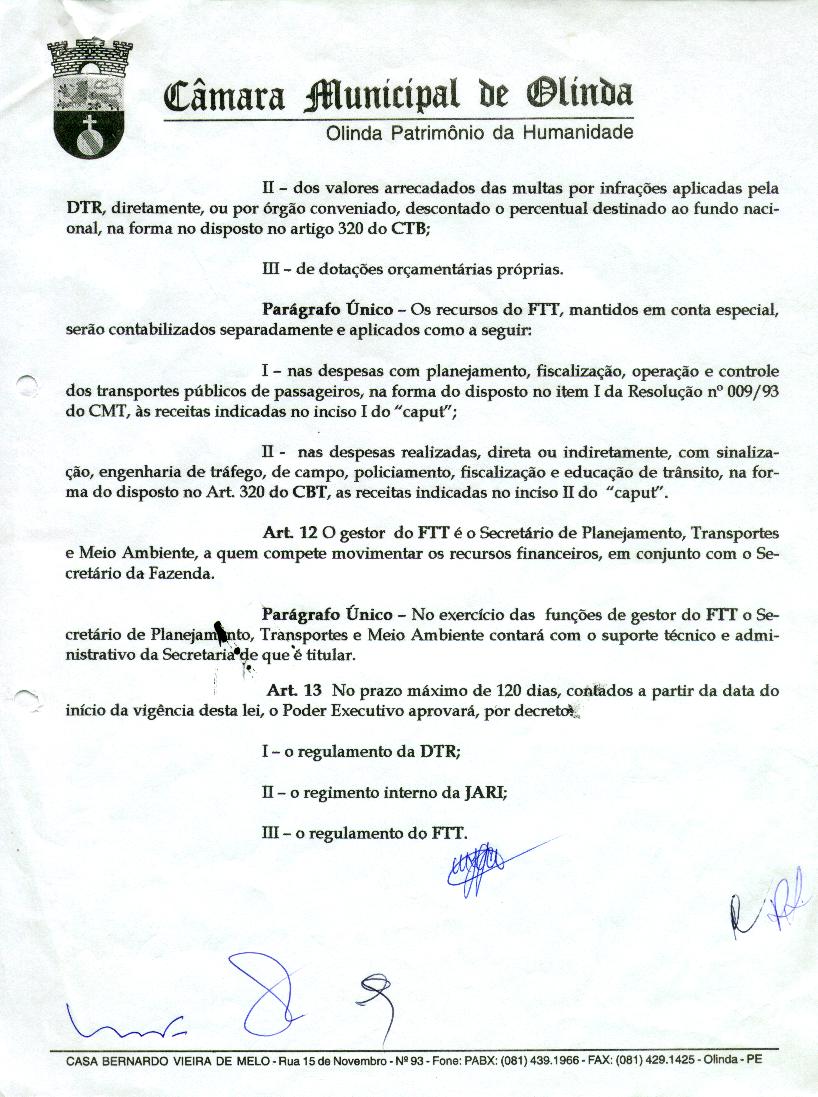 Câmara Municipal de Olinda
Olinda Patrimônio da Humanidade
II – dos valores arrecadados das multas por infrações aplicadas pela
DTR, diretamente, ou por órgão conveniado, descontado o percentual destinado ao fundo naci-
onal, na forma no disposto no artigo 320 do CTB;
III – de dotações orçamentárias próprias.
Parágrafo Único – Os recursos do FTT, mantidos em conta especial,
serão contabilizados separadamente e aplicados como a seguir:
I – nas despesas com planejamento, fiscalização, operação e controle
dos transportes públicos de passageiros, na forma do disposto no item I da Resolução nº 009/93
do CMT, às receitas indicadas no inciso I do “caput”;
II - nas despesas realizadas, direta ou indiretamente, com sinaliza-
ção, engenharia de tráfego, de campo, policiamento, fiscalização e educação de trânsito, na for-
ma do disposto no Art. 320 do CBT, as receitas indicadas no inciso II do “caput”.
Art. 12 O gestor do FTT é o Secretário de Planejamento, Transportes
e Meio Ambiente, a quem compete movimentar os recursos financeiros, em conjunto com o Se-
cretário da Fazenda.
Parágrafo Único – No exercício das funções de gestor do FTT o Se-
cretário de Planejamento, Transportes e Meio Ambiente contará com o suporte técnico e admi-
nistrativo da Secretaria de que é titular.
Art. 13 No prazo máximo de 120 dias, contados a partir da data do
início da vigência desta lei, o Poder Executivo aprovará, por decreto
I – o regulamento da DTR;
II – o regimento interno da JARI;
III – o regulamento do FTT.
CASA BERNARDO VIEIRA DE MELO - Rua 15 de Novembro - Nº 93 - Fone: PABX: (081) 439.1966 - FAX: (081) 429.1425 - Olinda - PE